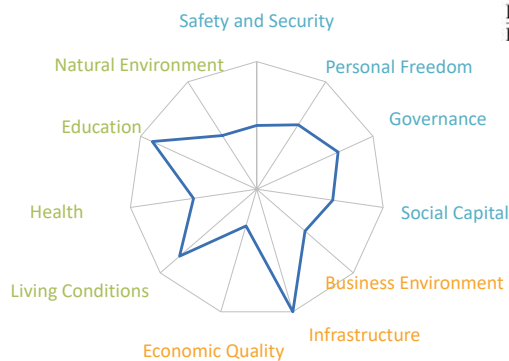 Safety and Security
Natural Environment
Personal Freedom
Education
Governance
Health
Social Capital
Living Conditions
Business Environment
Infrastructure
Economic Quality